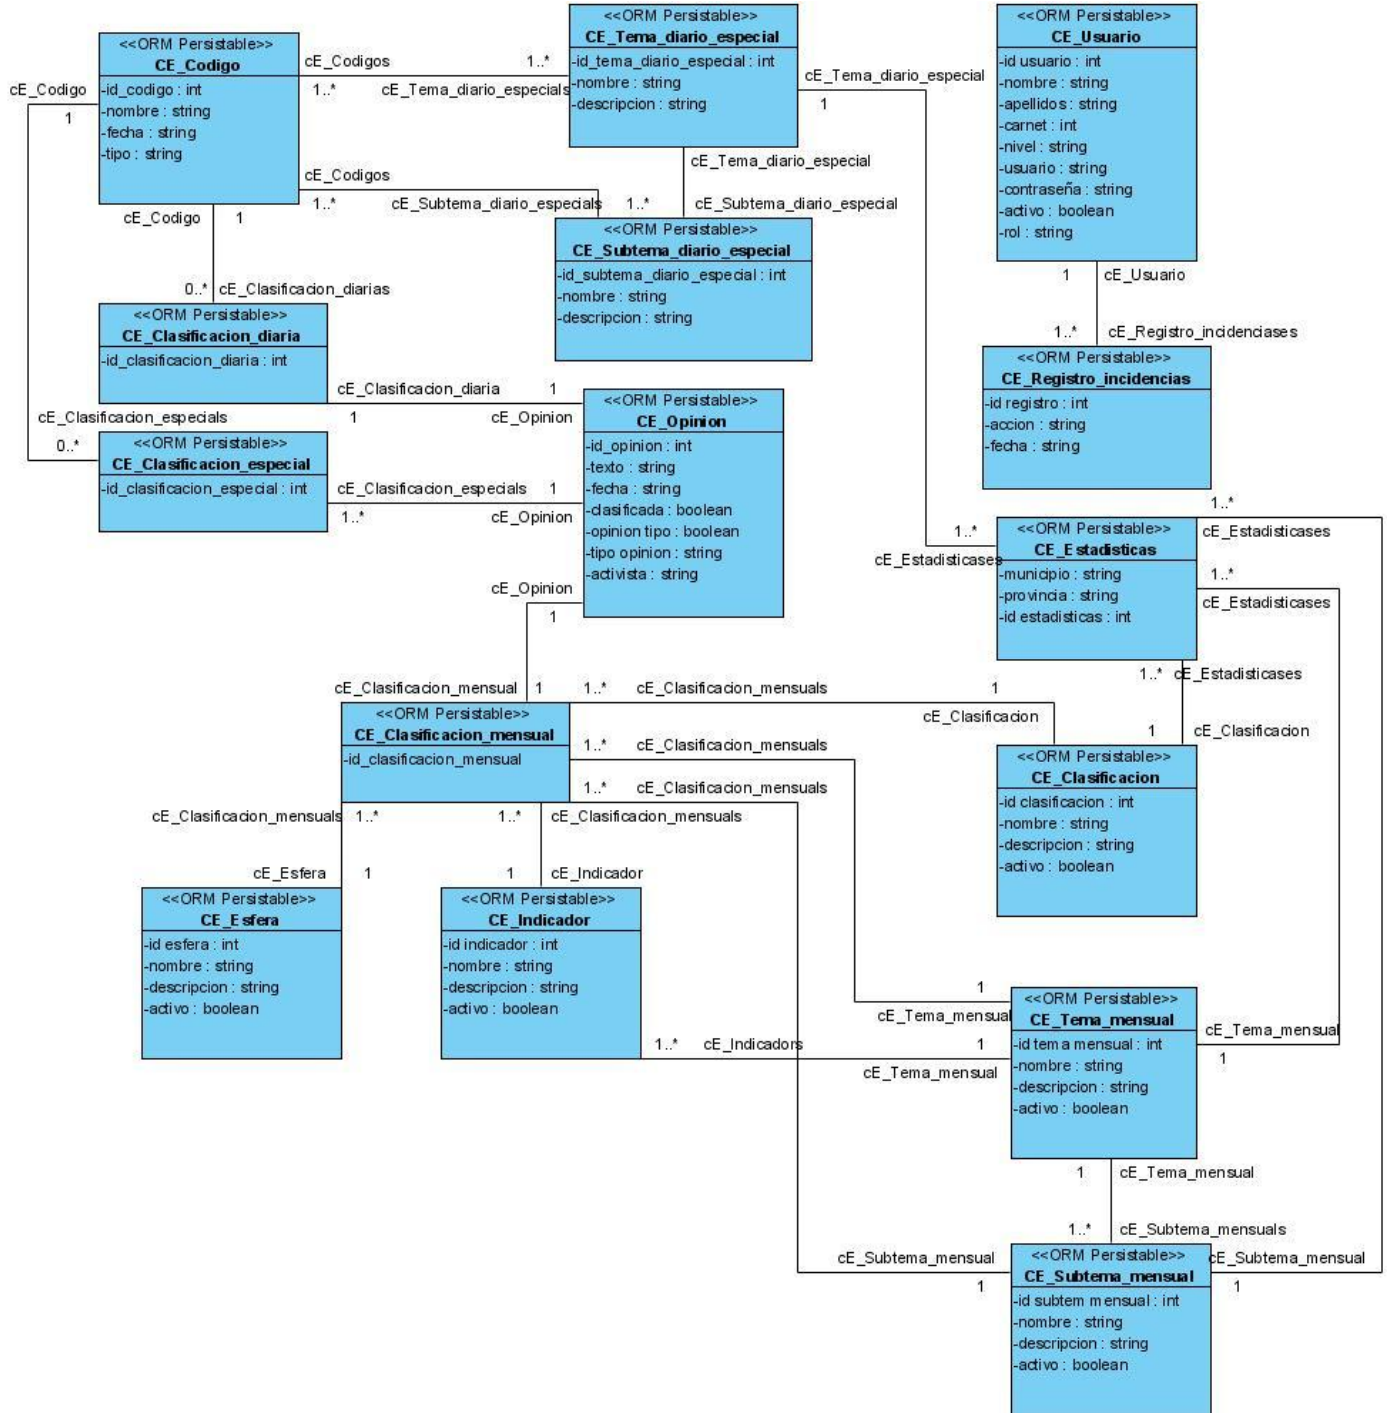 <<ORM Persistable>>
CE_Codigo
-id_codigo : int
-nombre : string
-fecha : string
-tipo : string
cE_Codigo
1
cE_Codigos
1..*
1..*
cE_Tema_diario_especials
<<ORM Persistable>>
CE_Tema_diario_especial
-id_tema_diario_especial : int
-nombre : string
-descripcion : string
cE_Tema_diario_especial
1
<<ORM Persistable>>
CE_Usuario
-id usuario : int
-nombre : string
-apellidos : string
-carnet : int
-nivel : string
-usuario : string
-contraseña : string
-activo : boolean
-rol : string
cE_Codigos
1..*
cE_Subtema_diario_especials
cE_Tema_diario_especial
1..*
cE_Subtema_diario_especial
cE_Codigo
1
<<ORM Persistable>>
CE_Subtema_diario_especial
-id_subtema_diario_especial : int
-nombre : string
-descripcion : string
1
cE_Usuario
0..*
cE_Clasificacion_diarias
<<ORM Persistable>>
CE_Clasificacion_diaria
-id_clasificacion_diaria : int
1..*
cE_Registro_incidenciases
<<ORM Persistable>>
CE_Registro_incidencias
-id registro : int
-accion : string
-fecha : string
cE_Clasificacion_diaria
1
1
cE_Opinion
<<ORM Persistable>>
CE_Opinion
-id_opinion : int
-texto : string
-fecha : string
-clasificada : boolean
-opinion tipo : boolean
-tipo opinion : string
-activista : string
cE_Clasificacion_especials
0..*
<<ORM Persistable>>
CE_Clasificacion_especial
-id_clasificacion_especial : int
cE_Clasificacion_especials
1
1..*
cE_Opinion
1..*
cE_Estadisticases
<<ORM Persistable>>
CE_Estadisticas
-municipio : string
-provincia : string
-id estadisticas : int
1..*
cE_Estadisticases
1..*
cE_Estadisticases
cE_Opinion
1
1..*
cE_Estadisticases
cE_Clasificacion_mensual
1
1..*
cE_Clasificacion_mensuals
1
cE_Clasificacion
1
cE_Clasificacion
<<ORM Persistable>>
CE_Clasificacion_mensual
-id_clasificacion_mensual
1..*
cE_Clasificacion_mensuals
1..*
cE_Clasificacion_mensuals
<<ORM Persistable>>
CE_Clasificacion
-id clasificacion : int
-nombre : string
-descripcion : string
-activo : boolean
cE_Clasificacion_mensuals
1..*
1..*
cE_Clasificacion_mensuals
cE_Esfera
1
1
cE_Indicador
<<ORM Persistable>>
CE_Esfera
-id esfera : int
-nombre : string
-descripcion : string
-activo : boolean
<<ORM Persistable>>
CE_Indicador
-id indicador : int
-nombre : string
-descripcion : string
-activo : boolean
1
cE_Tema_mensual
1..*
cE_Indicadors
1
cE_Tema_mensual
<<ORM Persistable>>
CE_Tema_mensual
-id tema mensual : int
-nombre : string
-descripcion : string
-activo : boolean
cE_Tema_mensual
1
1
cE_Tema_mensual
1..*
cE_Subtema_mensuals
cE_Subtema_mensual
1
<<ORM Persistable>>
CE_Subtema_mensual
-id subtem mensual : int
-nombre : string
-descripcion : string
-activo : boolean
cE_Subtema_mensual
1